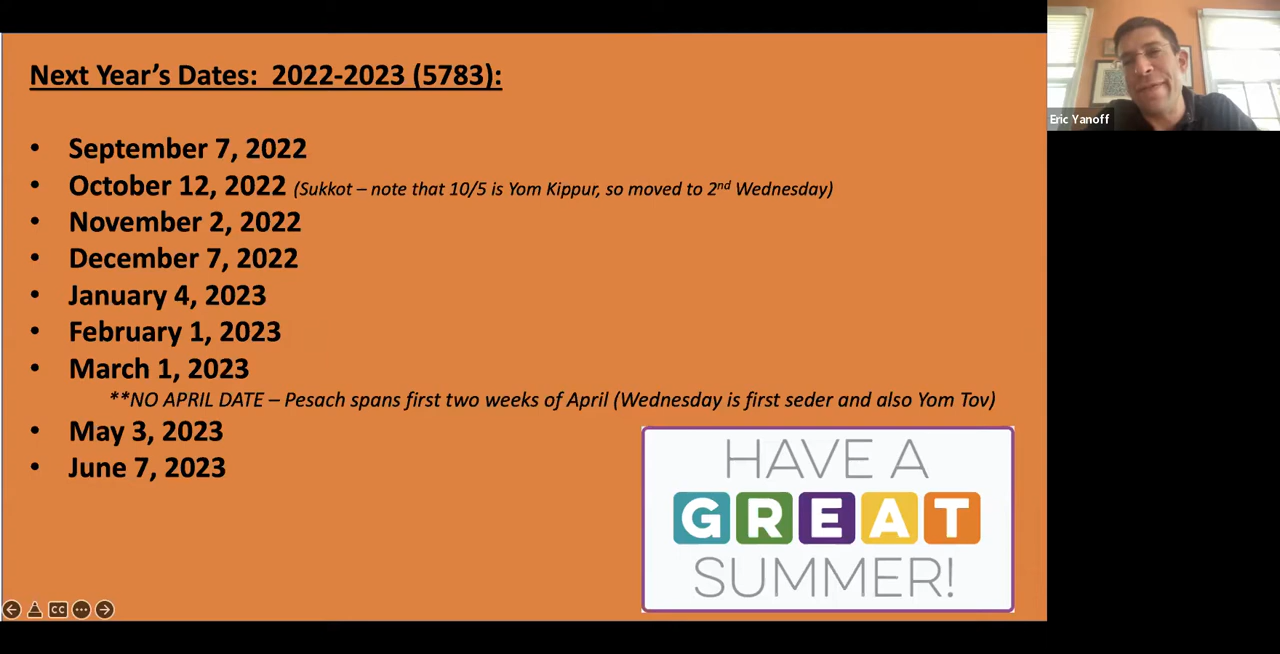 Next Year's Dates: 2022-2023 (5783):
• September 7, 2022
• October 12, 2022 (Sukkot – note that 10/5 is Yom Kippur, so moved to 2nd Wednesday)
• November 2, 2022
• December 7, 2022
• January 4, 2023
• February 1, 2023
• March 1, 2023
**NO APRIL DATE – Pesach spans first two weeks of April (Wednesday is first seder and also Yom Tov)
• May 3, 2023
• June 7, 2023
HAVE A
GREAT
SUMMER!
CC
Eric Yanoff